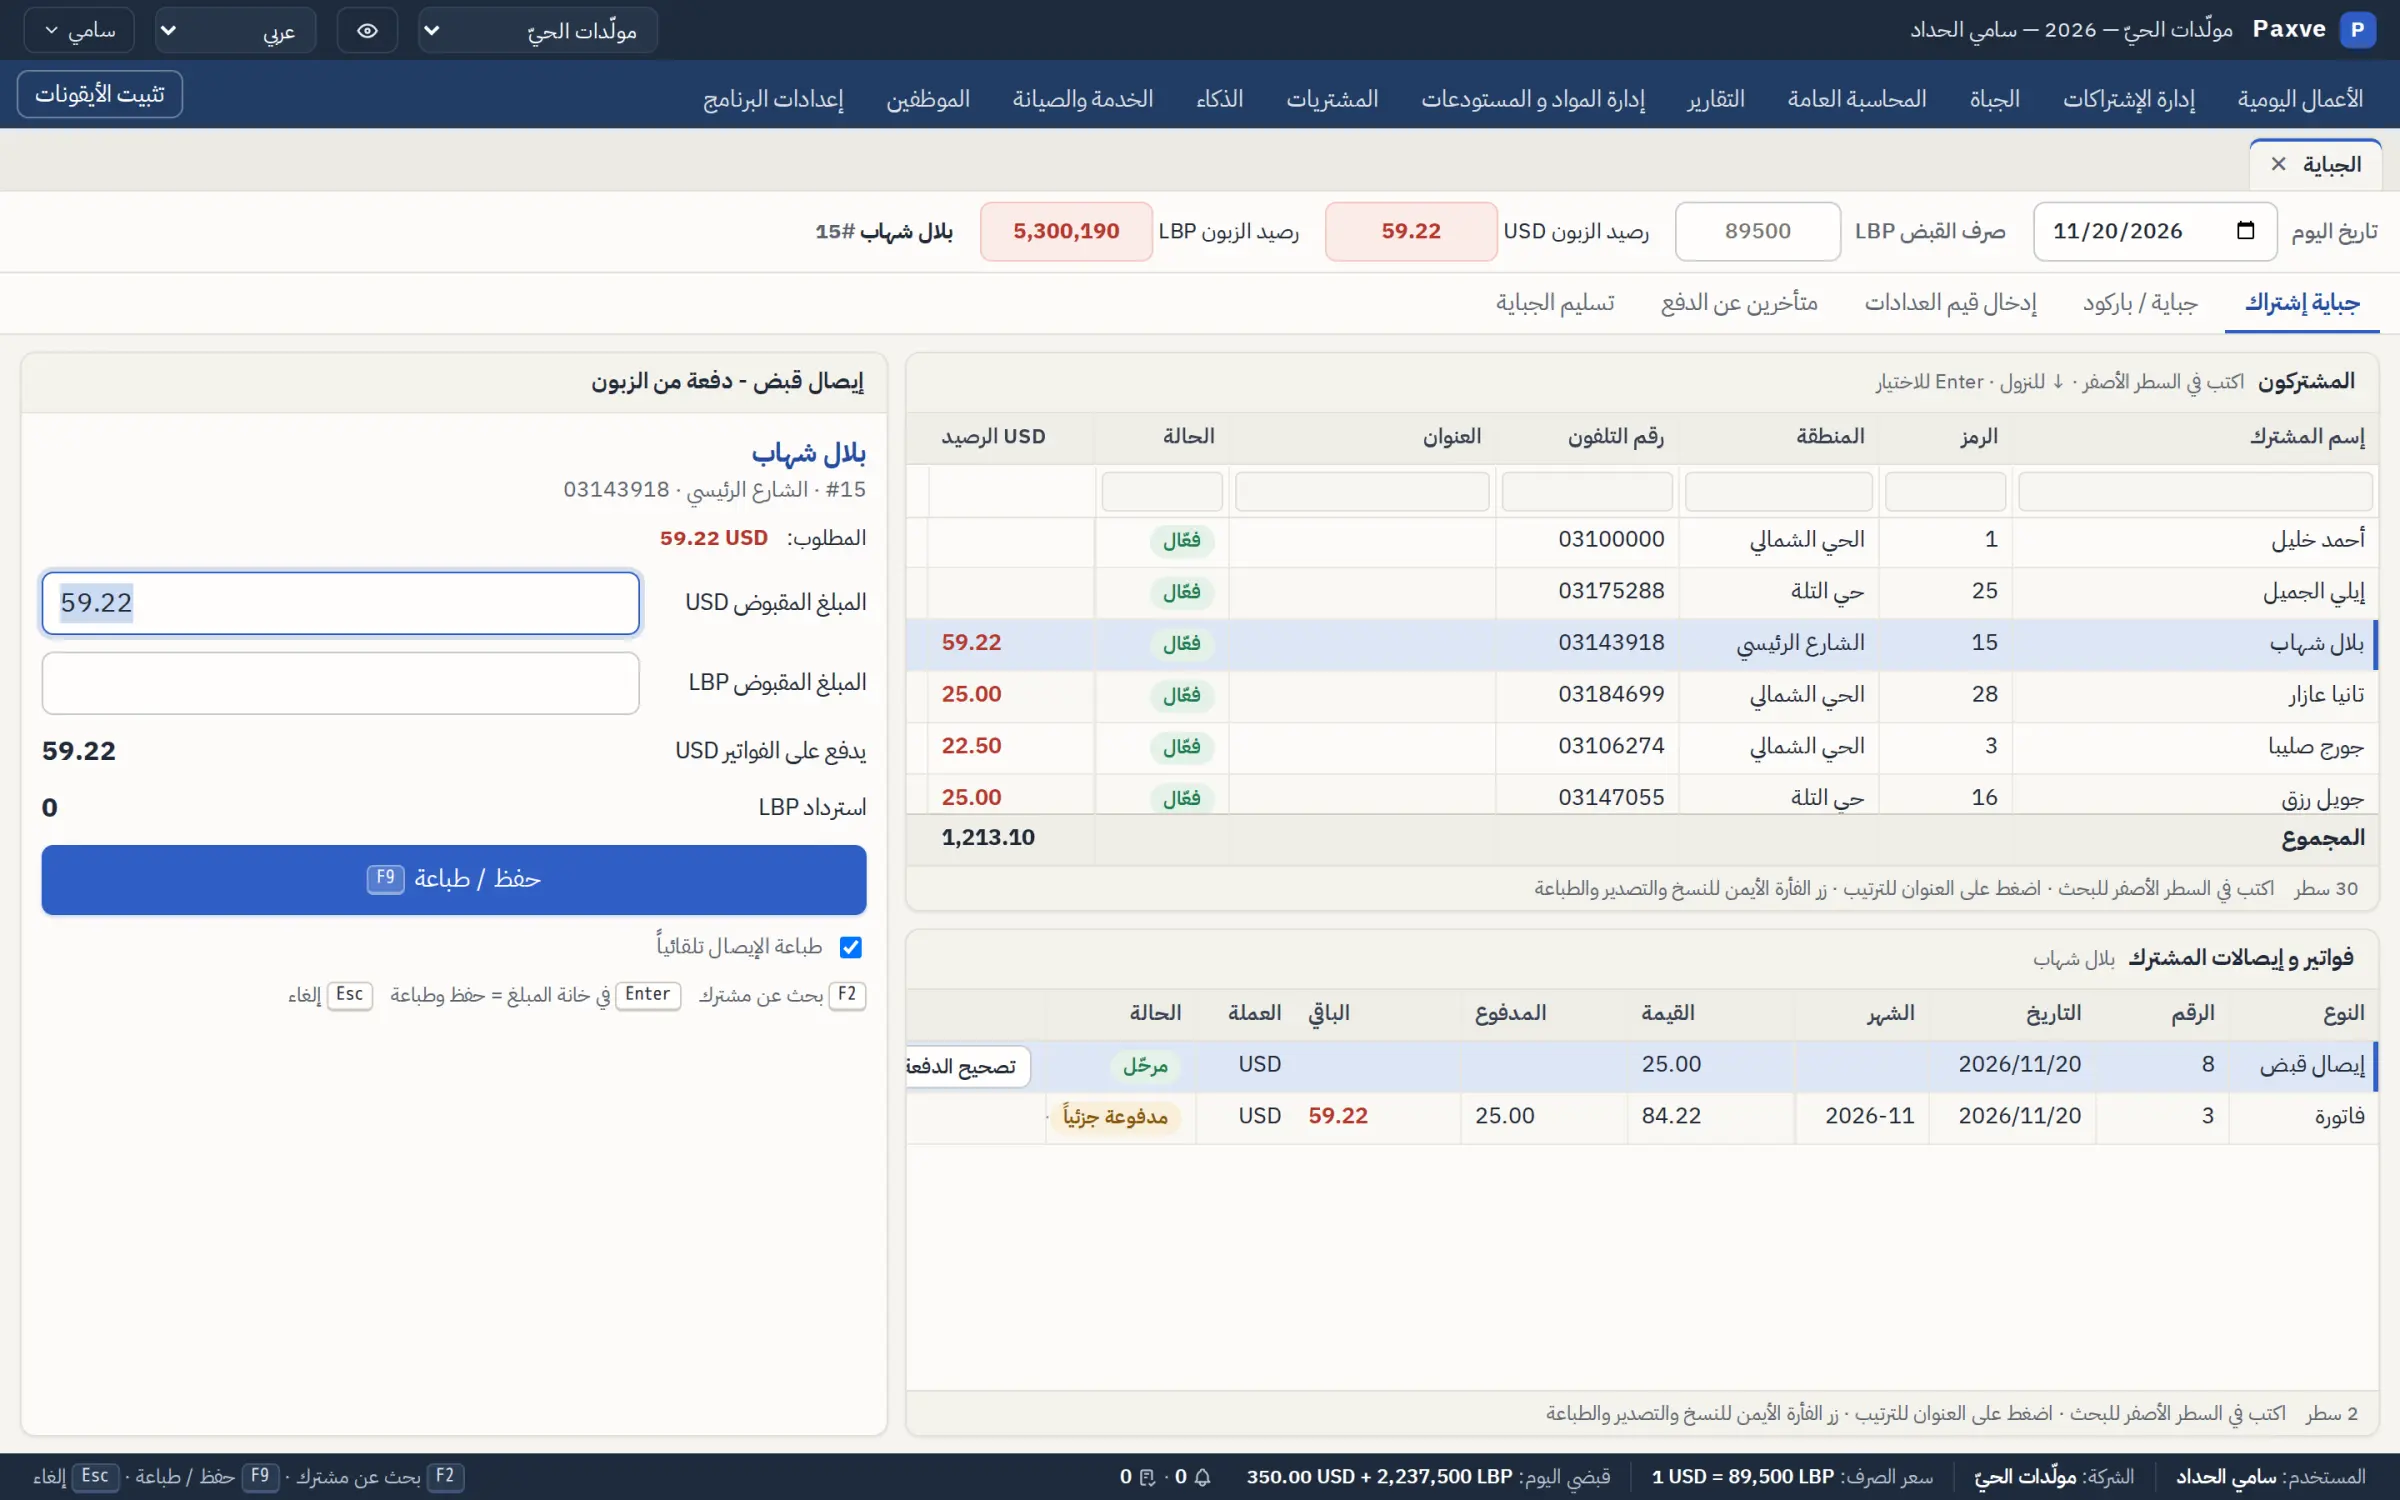 P Paxve مولّدات الحيّ — 2026 — سامي الحداد مولّدات الحيّ عربي سامي
الأعمال اليومية إدارة الإشتراكات الجباة المحاسبة العامة التقارير إدارة المواد و المستودعات المشتريات الذكاء الخدمة والصيانة الموظفين إعدادات البرنامج تثبيت الأيقونات
الجباية ✕
تاريخ اليوم 11/20/2026 صرف القبض LBP 89500 رصيد الزبون USD 59.22 رصيد الزبون LBP 5,300,190 بلال شهاب #15
جباية إشتراك جباية / باركود إدخال قيم العدادات متأخرين عن الدفع تسليم الجباية
المشتركون اكتب في السطر الأصفر · ↓ للنزول · Enter للاختيار
إسم المشترك الرمز المنطقة رقم التلفون العنوان الحالة الرصيد USD
أحمد خليل 1 الحي الشمالي 03100000 فعّال
إيلي الجميل 25 حي التلة 03175288 فعّال
بلال شهاب 15 الشارع الرئيسي 03143918 فعّال 59.22
تانيا عازار 28 الحي الشمالي 03184699 فعّال 25.00
جورج صليبا 3 الحي الشمالي 03106274 فعّال 22.50
جويل رزق 16 حي التلة 03147055 فعّال 25.00
المجموع 1,213.10
30 سطر اكتب في السطر الأصفر للبحث · اضغط على العنوان للترتيب · زر الفأرة الأيمن للنسخ والتصدير والطباعة
فواتير و إيصالات المشترك بلال شهاب
النوع الرقم التاريخ الشهر القيمة المدفوع الباقي العملة الحالة
إيصال قبض 8 2026/11/20 25.00 USD مرحّل تصحيح الدفعة
فاتورة 3 2026/11/20 2026-11 84.22 25.00 59.22 USD مدفوعة جزئياً
2 سطر اكتب في السطر الأصفر للبحث · اضغط على العنوان للترتيب · زر الفأرة الأيمن للنسخ والتصدير والطباعة
إيصال قبض - دفعة من الزبون
بلال شهاب
#15 · الشارع الرئيسي · 03143918
المطلوب: 59.22 USD
المبلغ المقبوض USD 59.22
المبلغ المقبوض LBP
يدفع على الفواتير USD 59.22
استرداد LBP 0
حفظ / طباعة F9
طباعة الإيصال تلقائياً
F2 بحث عن مشترك Enter في خانة المبلغ = حفظ وطباعة Esc إلغاء
المستخدم: سامي الحداد الشركة: مولّدات الحيّ سعر الصرف: 1 USD = 89,500 LBP قبضي اليوم: 350.00 USD + 2,237,500 LBP 0 · 0 F2 بحث عن مشترك · F9 حفظ / طباعة · Esc إلغاء